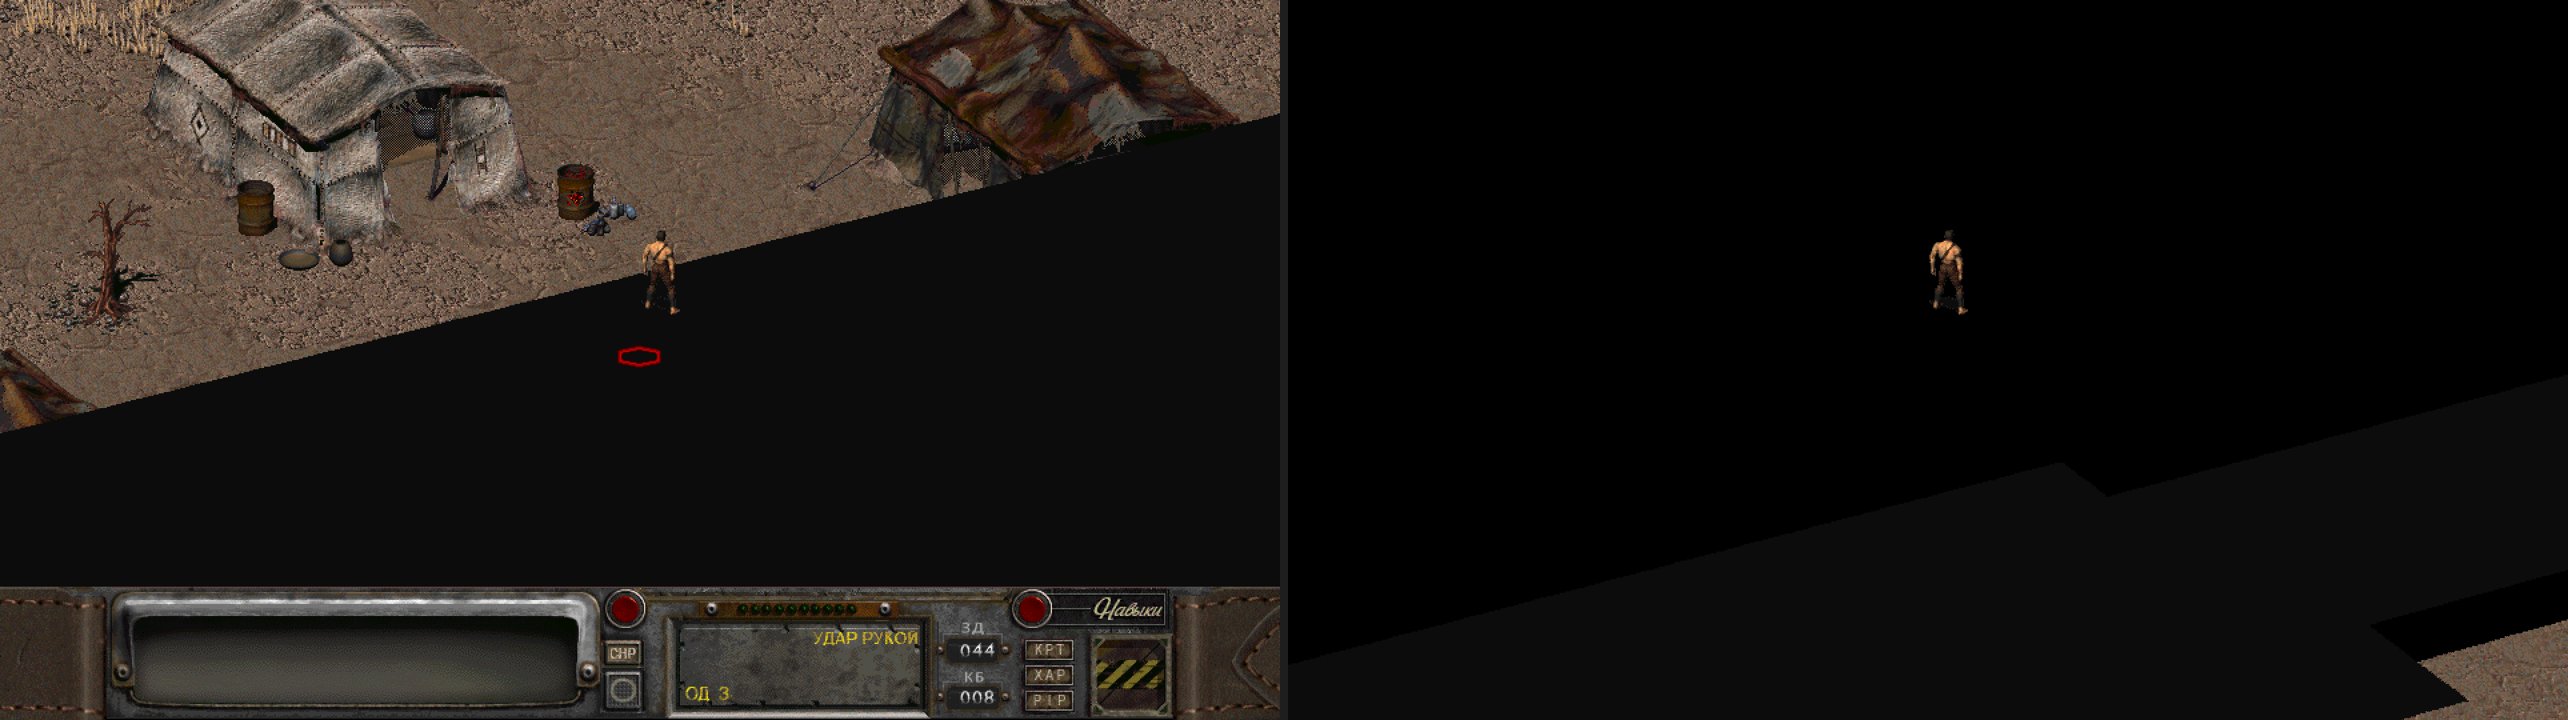 Навыки
УДАР РУКОЙ
ЗД
044
СНР
КРТ
КБ
ХАР
ОД 3
008
PIP